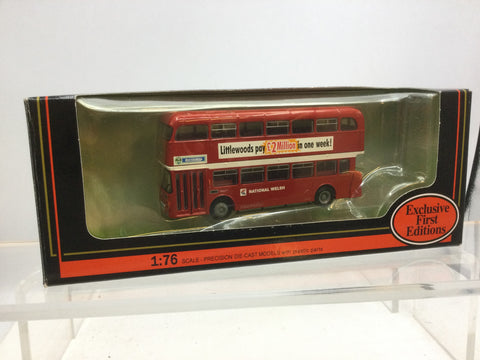 Littlewoods pay £2 Million in one week!
NATIONAL WELSH
Exclusive
First
Editions
1:76 SCALE - PRECISION DIE-CAST MODELS with plastic parts